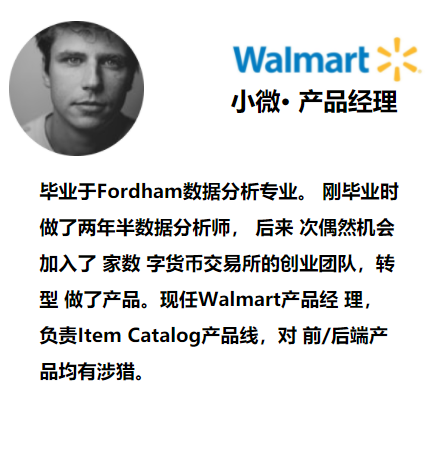 Walmart
小微• 产品经理
毕业于Fordham数据分析专业。 刚毕业时
做了两年半数据分析师， 后来 次偶然机会
加入了 家数 字货币交易所的创业团队，转
型 做了产品。现任Walmart产品经 理，
负责Item Catalog产品线，对 前/后端产
品均有涉猎。